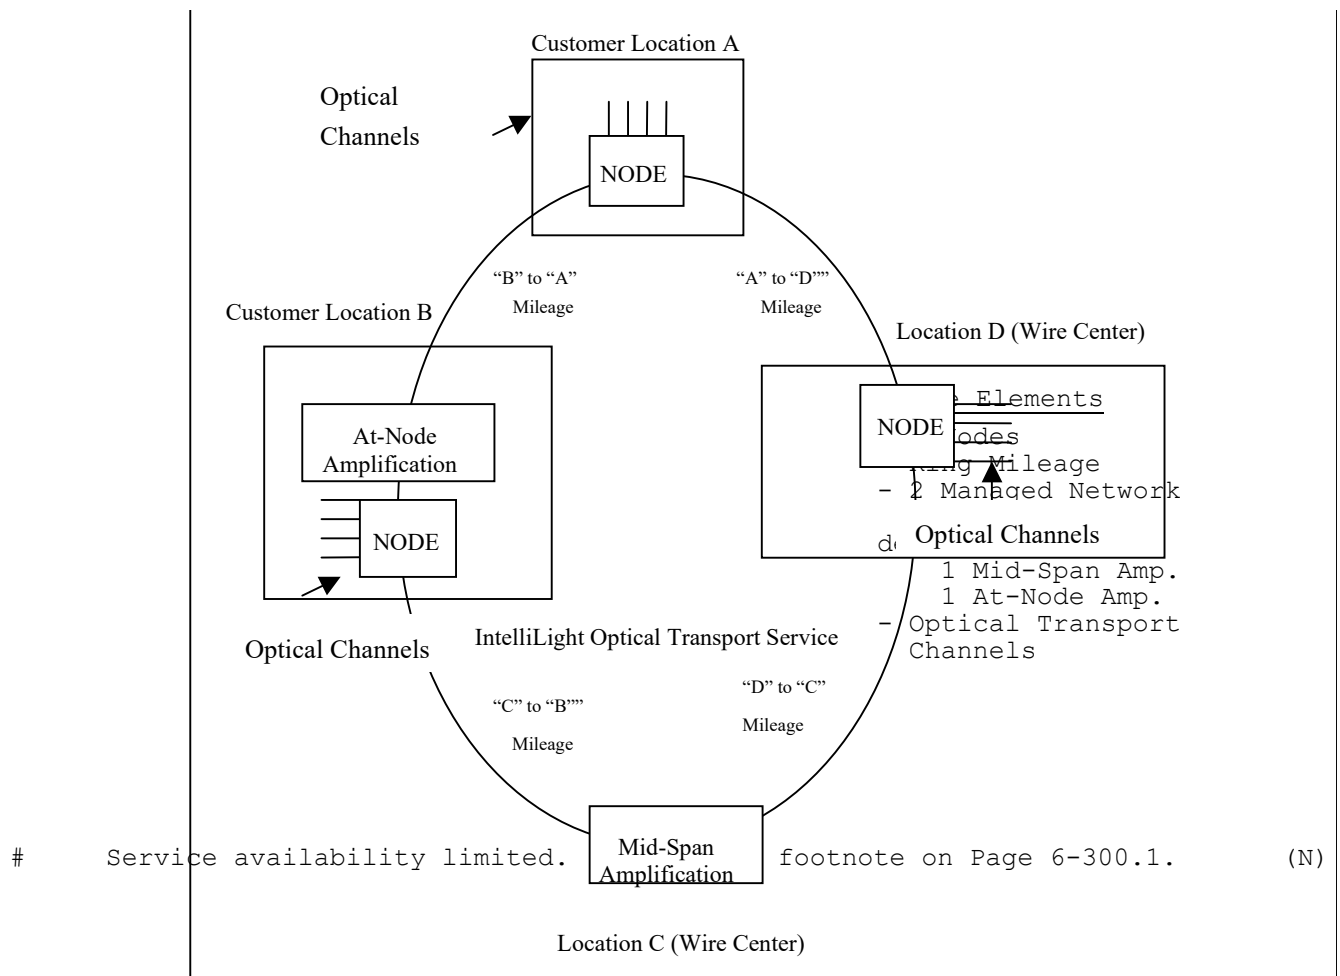 Customer Location A
Optical
Channels
NODE
“B” to “A”
Mileage
“A” to “D””
Mileage
Customer Location B
Location D (Wire Center)
At-Node
Amplification
NODE
NODE
Elements
Mileage
- 2 Managed Network
Optical Channels
1 Mid-Span Amp.
1 At-Node Amp.
- Optical Transport
Channels
IntelliLight Optical Transport Service
Optical Channels
“C” to “B””
Mileage
“D” to “C”
Mileage
Mid-Span
Amplification
# Service availability limited. footnote on Page 6-300.1. (N)
Location C (Wire Center)